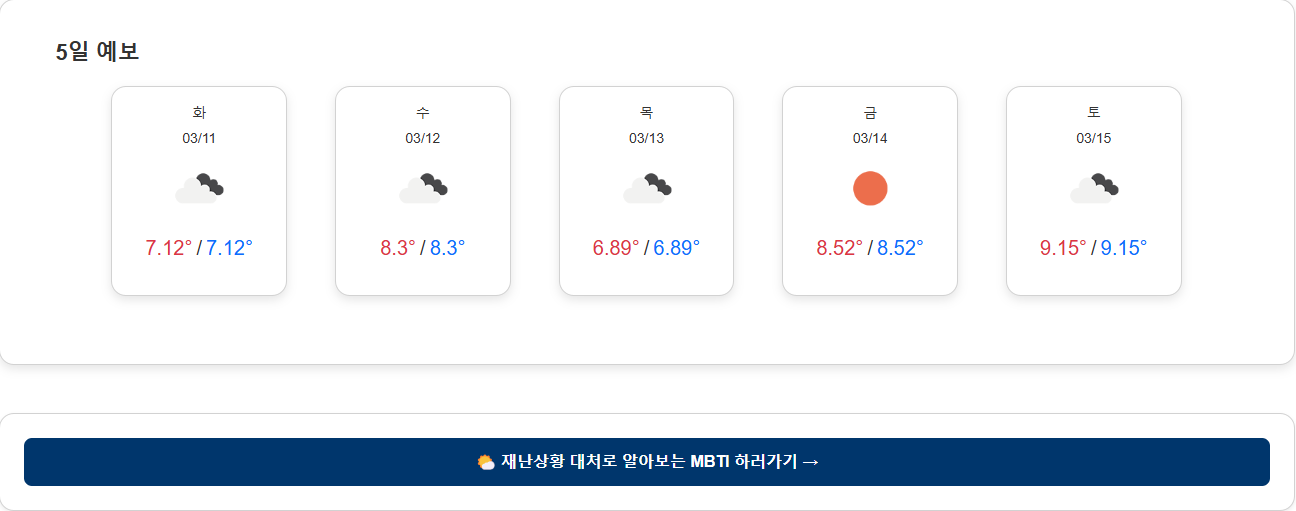 5일 예보
화
03/11
7.12° / 7.12°
수
03/12
8.3° / 8.3°
목
03/13
6.89° / 6.89°
금
03/14
8.52° / 8.52°
토
03/15
9.15° / 9.15°
재난상황 대처로 알아보는 MBTI 하러가기 →